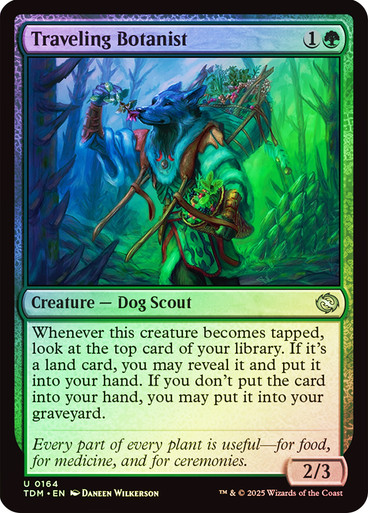 Traveling Botanist 1
Creature — Dog Scout
Whenever this creature becomes tapped,
look at the top card of your library. If it's
a land card, you may reveal it and put it
into your hand. If you don't put the card
into your hand, you may put it into your
graveyard.
Every part of every plant is useful—for food,
for medicine, and for ceremonies.
2/3
U 0164
TDM • EN DANEEN WILKERSON
™ & © 2025 Wizards of the Coast